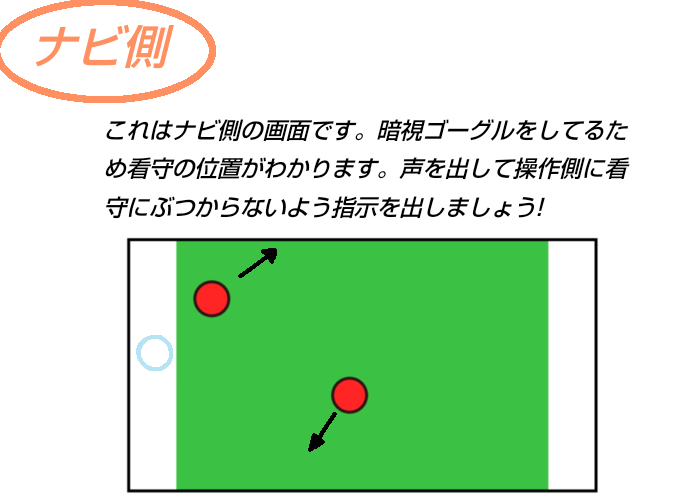 ナビ側
これはナビ側の画面です。暗視ゴーグルをしてるた
め看守の位置がわかります。声を出して操作側に看
守にぶつからないよう指示を出しましょう!